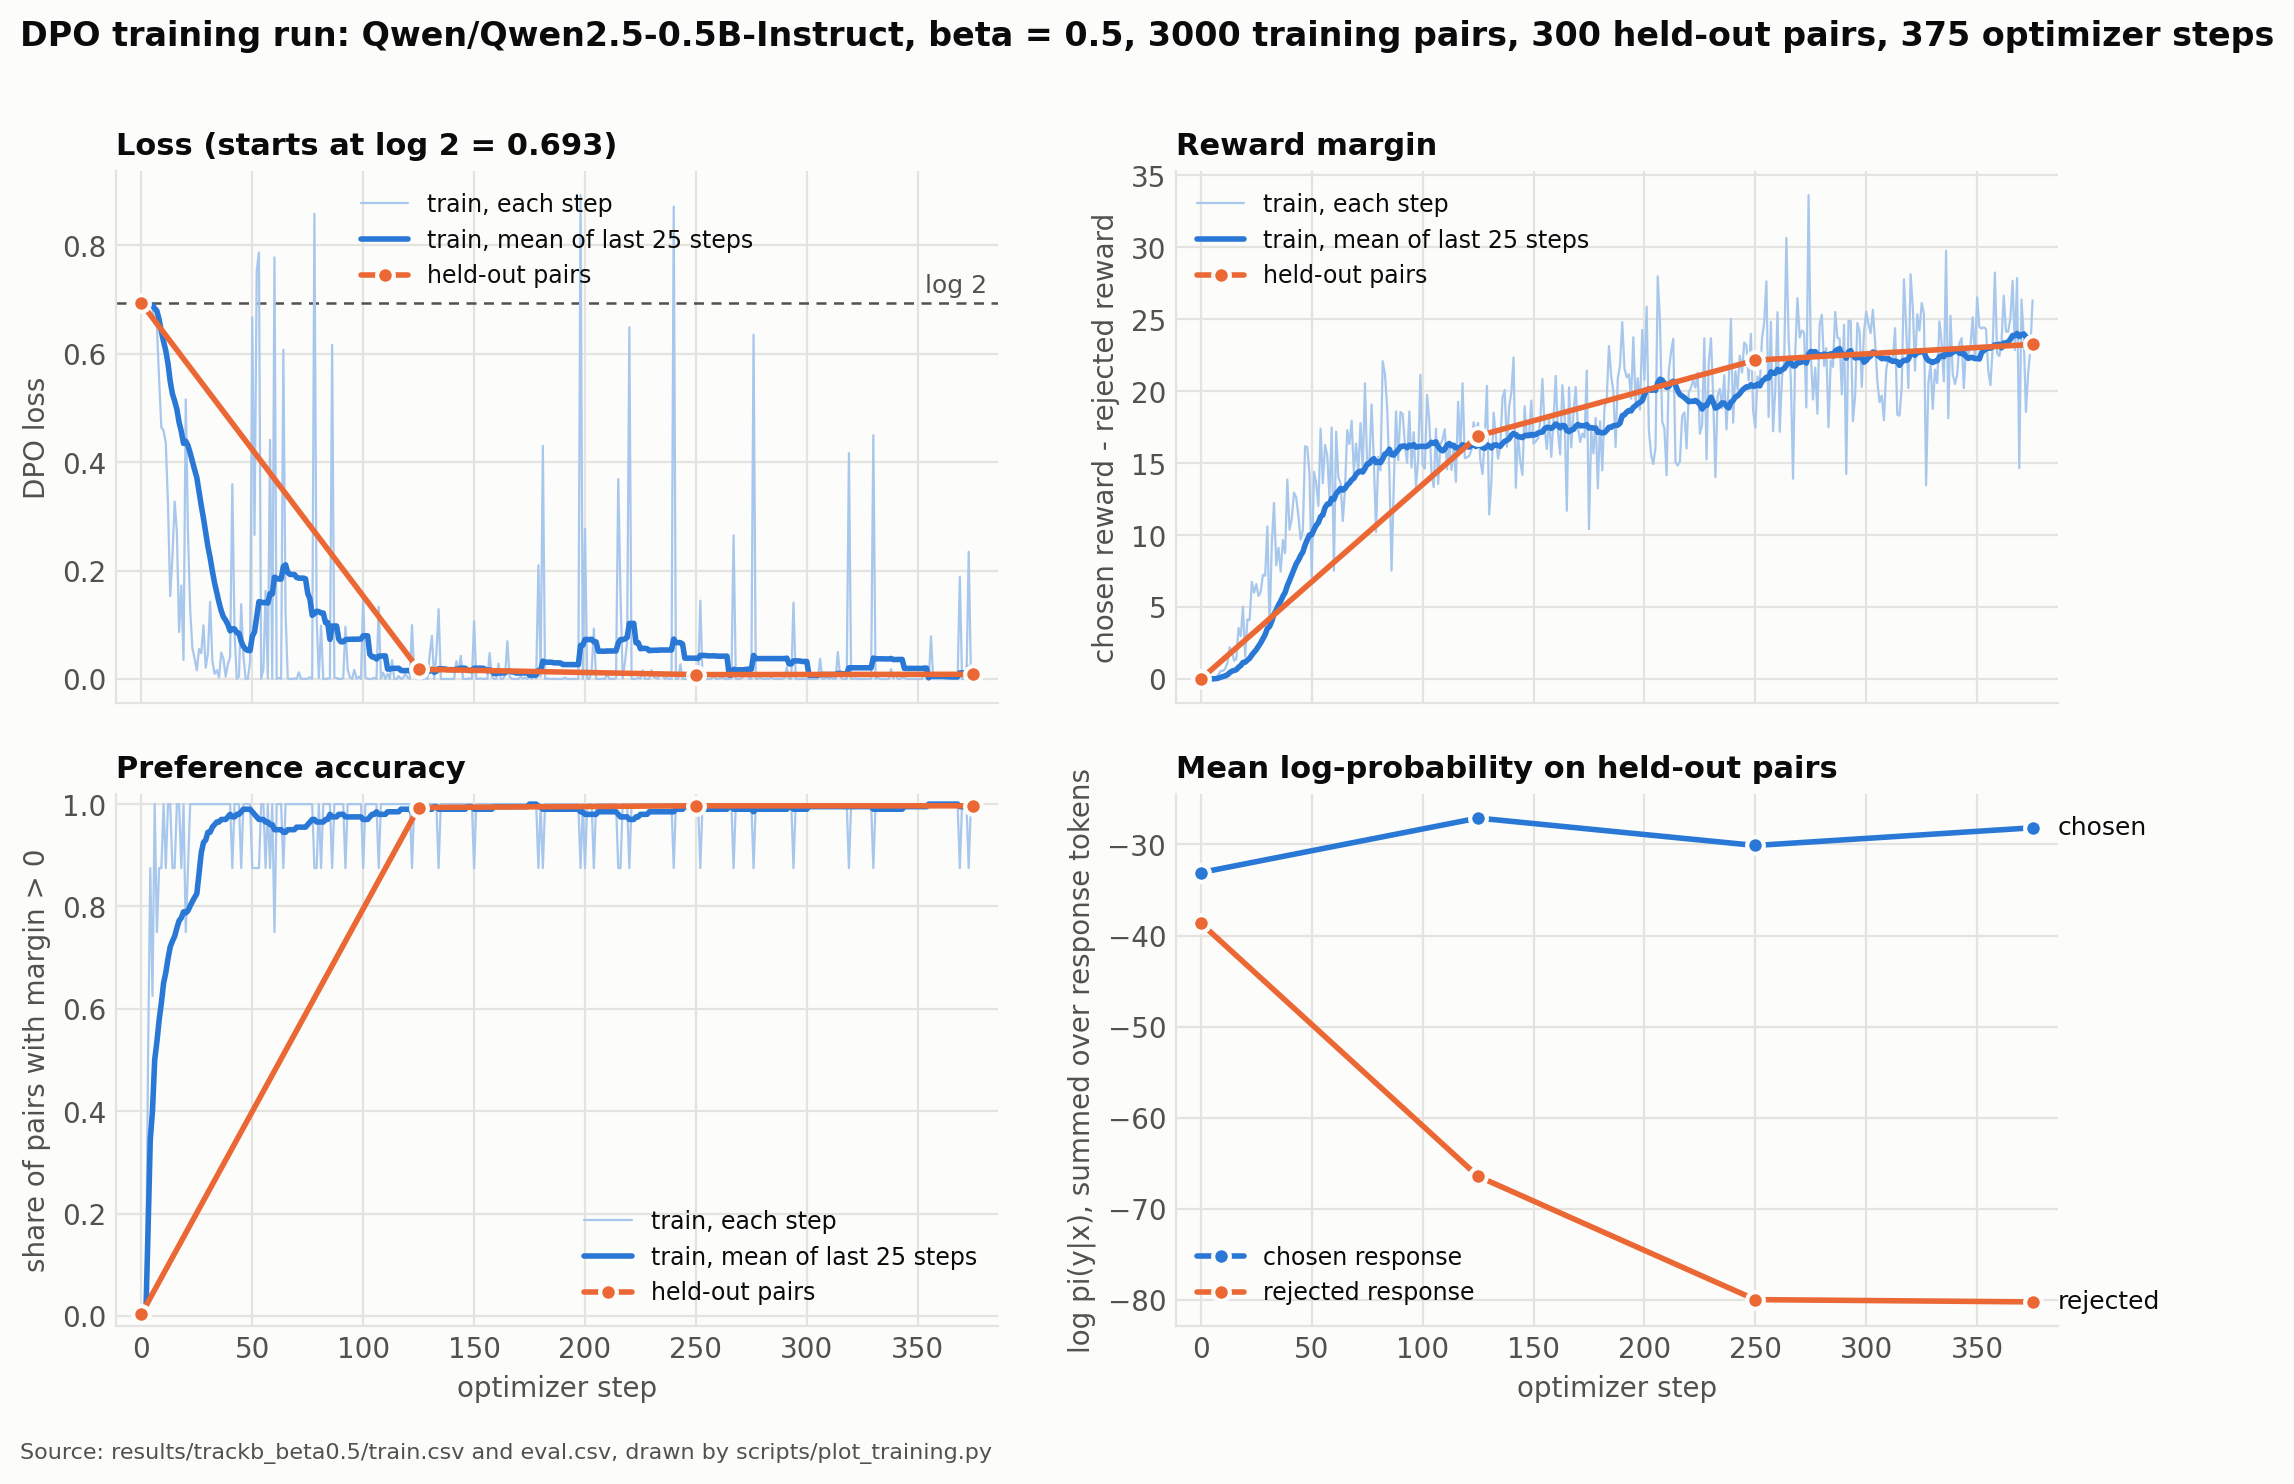 DPO training run: Qwen/Qwen2.5-0.5B-Instruct, beta = 0.5, 3000 training pairs, 300 held-out pairs, 375 optimizer steps
Loss (starts at log 2 = 0.693)
DPO loss
0.8
0.6
0.4
0.2
0.0
train, each step
train, mean of last 25 steps
held-out pairs
log 2
Reward margin
chosen reward - rejected reward
35
30
25
20
15
10
5
0
train, each step
train, mean of last 25 steps
held-out pairs
Preference accuracy
share of pairs with margin > 0
1.0
0.8
0.6
0.4
0.2
0.0
train, each step
train, mean of last 25 steps
held-out pairs
0 50 100 150 200 250 300 350
optimizer step
Mean log-probability on held-out pairs
log pi(y|x), summed over response tokens
−30
−40
−50
−60
−70
−80
chosen
rejected
chosen response
rejected response
0 50 100 150 200 250 300 350
optimizer step
Source: results/trackb_beta0.5/train.csv and eval.csv, drawn by scripts/plot_training.py